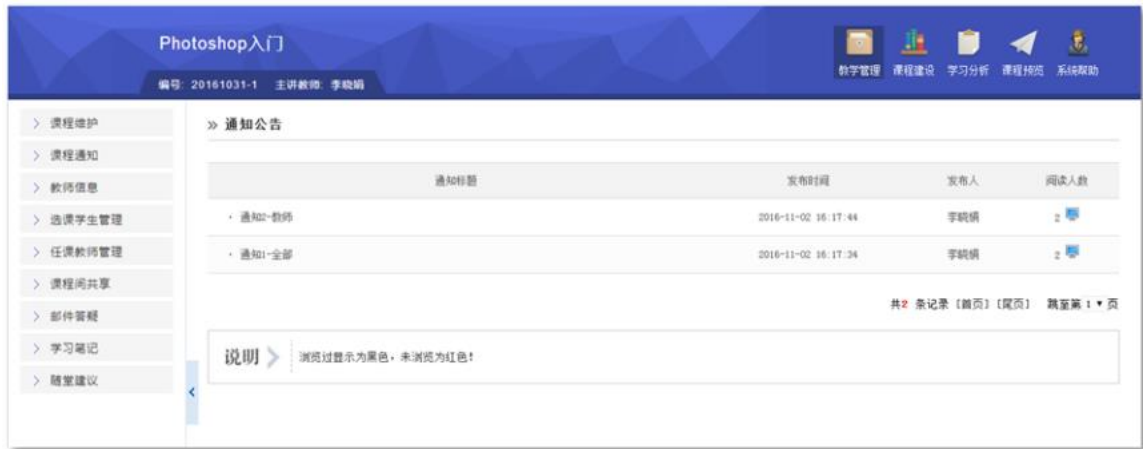 Photoshop入门
编号: 20161031-1 主讲教师: 李晓娟
教学管理 课程建设 学习分析 课程预览 系统帮助
> 课程维护
> 课程通知
> 教师信息
> 选课学生管理
> 任课教师管理
> 课程间共享
> 邮件答疑
> 学习笔记
> 随堂建议
» 通知公告
通知标题 发布时间 发布人 阅读人数
· 通知2-教师 2016-11-02 16:17:44 李晓娟 2
· 通知1-全部 2016-11-02 16:17:34 李晓娟 2
共2 条记录 [首页] [尾页] 跳至第 1 ▼ 页
说明 浏览过显示为黑色，未浏览为红色!